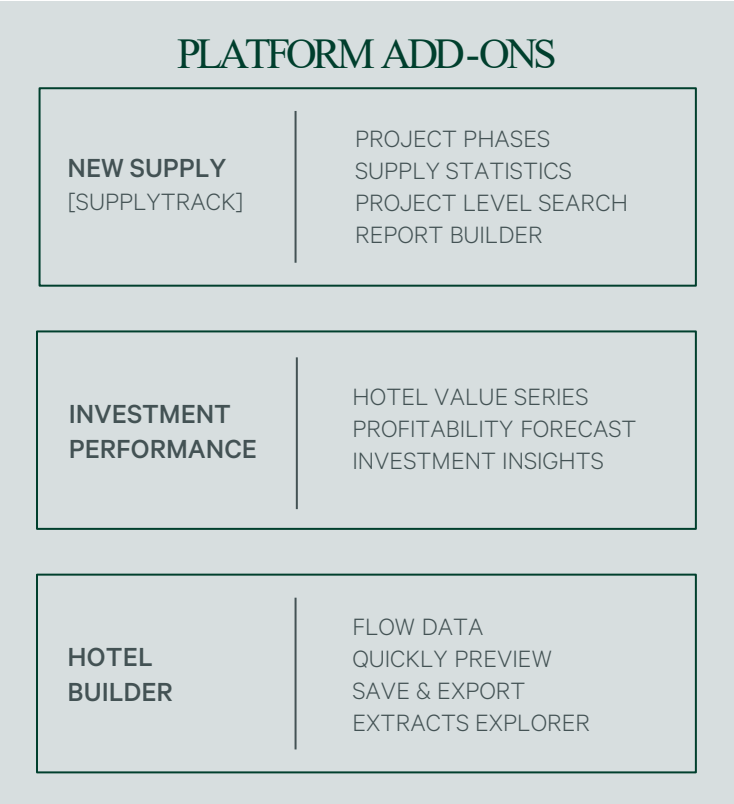 PLATFORM ADD-ONS
NEW SUPPLY
[SUPPLYTRACK]
PROJECT PHASES
SUPPLY STATISTICS
PROJECT LEVEL SEARCH
REPORT BUILDER
INVESTMENT
PERFORMANCE
HOTEL VALUE SERIES
PROFITABILITY FORECAST
INVESTMENT INSIGHTS
HOTEL
BUILDER
FLOW DATA
QUICKLY PREVIEW
SAVE & EXPORT
EXTRACTS EXPLORER